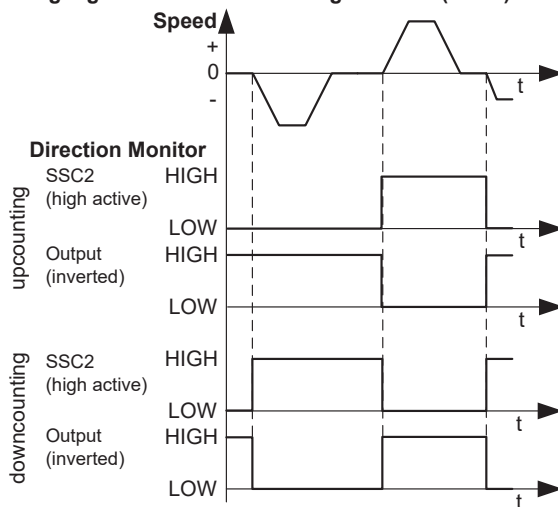 Speed
+
0
-
t
Direction Monitor
upcounting
SSC2
(high active)
HIGH
LOW
t
Output
(inverted)
HIGH
LOW
t
downcounting
SSC2
(high active)
HIGH
LOW
t
Output
(inverted)
HIGH
LOW
t